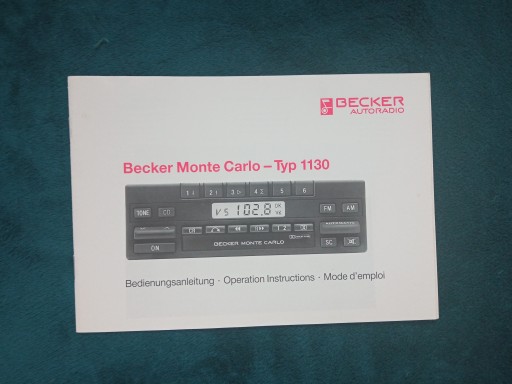 BECKER
AUTORADIO
Becker Monte Carlo – Typ 1130
1 2 3 4 5 6
TONE CD V5 102.8 FM AM
ON BECKER MONTE CARLO SC
Bedienungsanleitung · Operation Instructions · Mode d'emploi